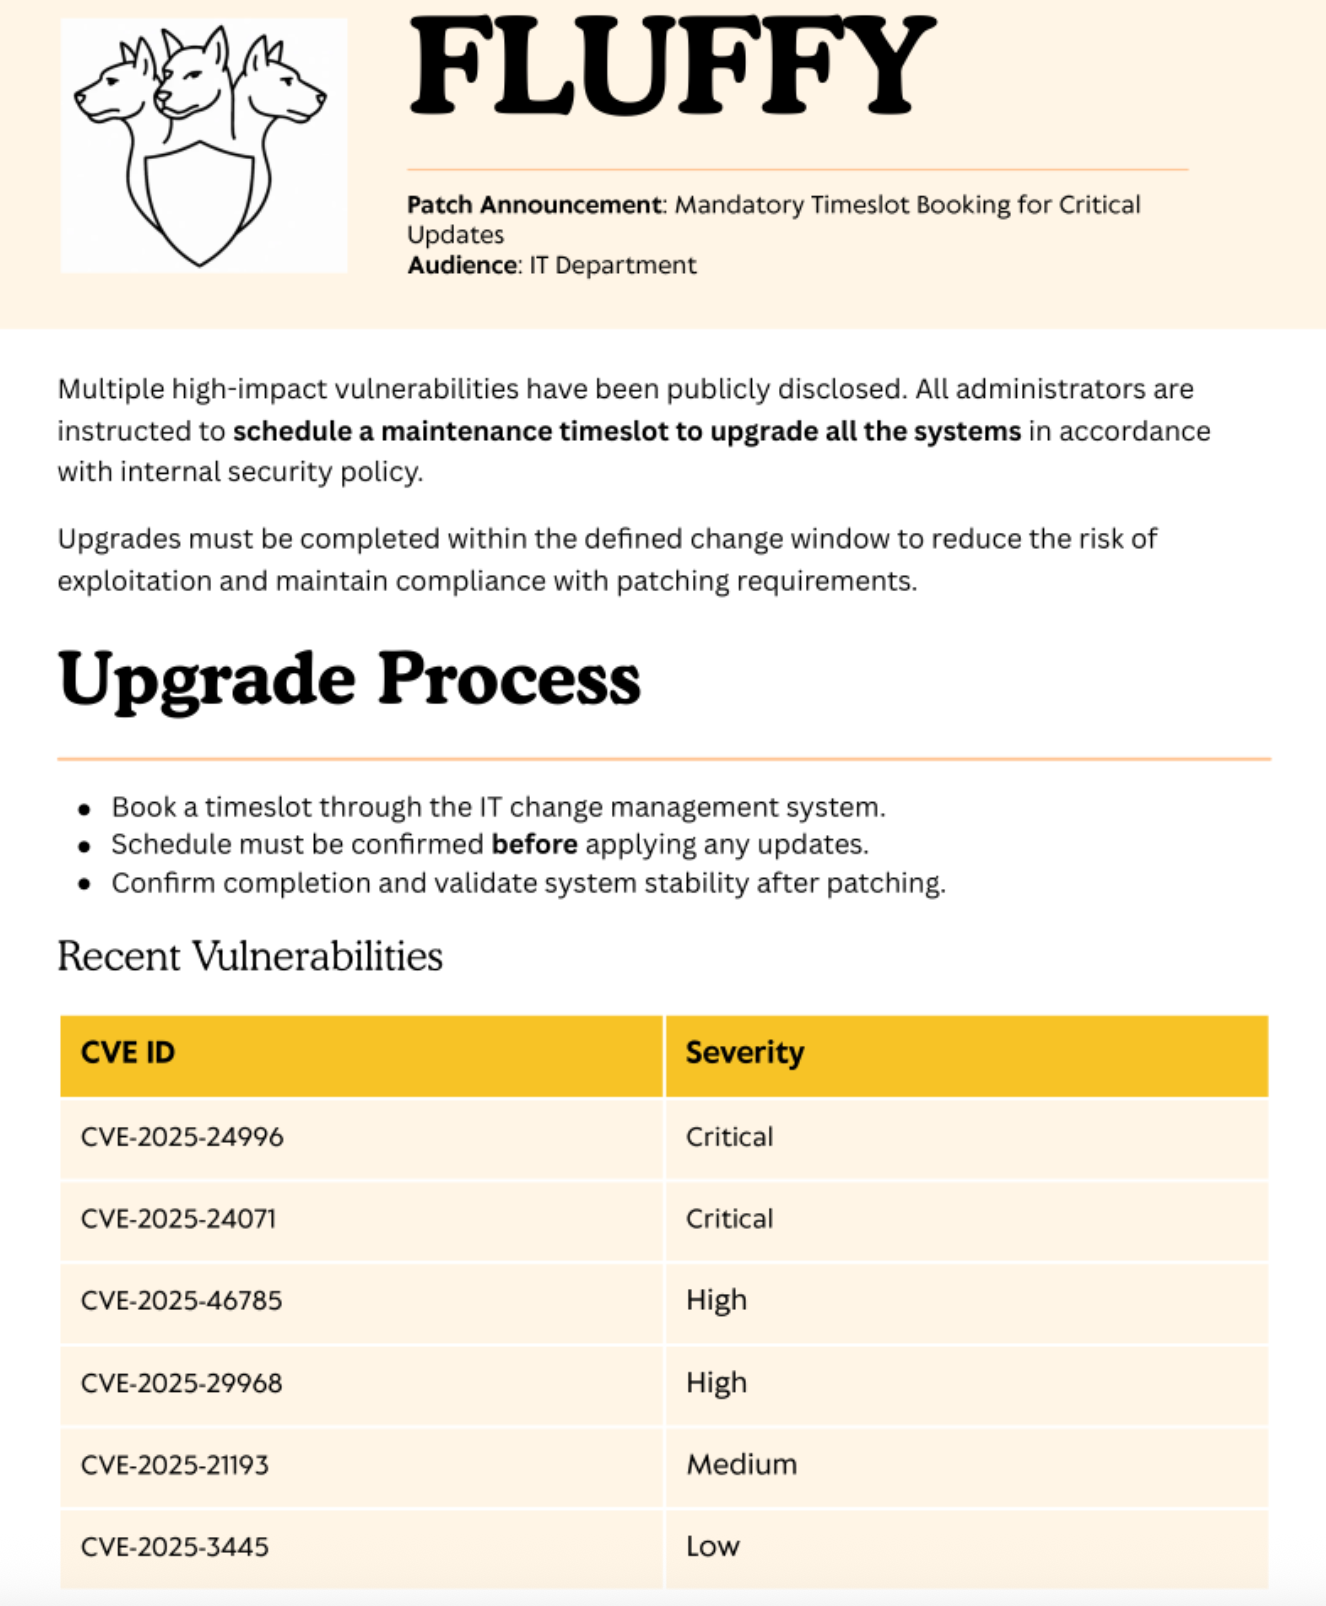 FLUFFY
Patch Announcement: Mandatory Timeslot Booking for Critical
Updates
Audience: IT Department
Multiple high-impact vulnerabilities have been publicly disclosed. All administrators are
instructed to schedule a maintenance timeslot to upgrade all the systems in accordance
with internal security policy.
Upgrades must be completed within the defined change window to reduce the risk of
exploitation and maintain compliance with patching requirements.
Upgrade Process
• Book a timeslot through the IT change management system.
• Schedule must be confirmed before applying any updates.
• Confirm completion and validate system stability after patching.
Recent Vulnerabilities
CVE ID Severity
CVE-2025-24996 Critical
CVE-2025-24071 Critical
CVE-2025-46785 High
CVE-2025-29968 High
CVE-2025-21193 Medium
CVE-2025-3445 Low